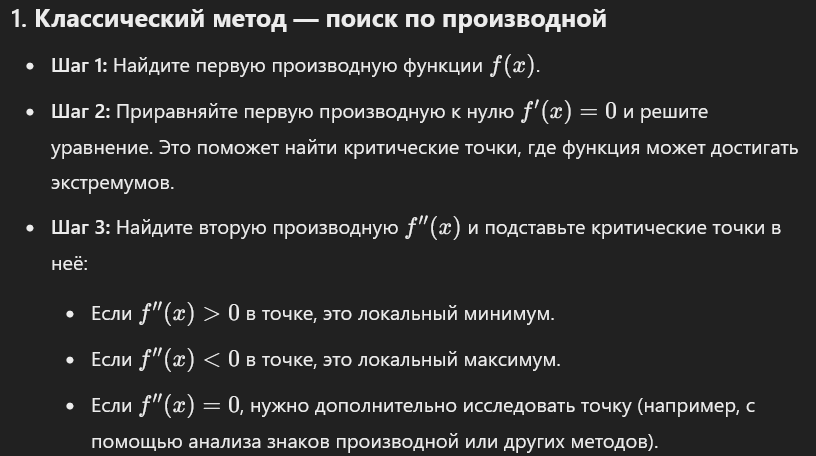 1. Классический метод — поиск по производной
• Шаг 1: Найдите первую производную функции f(x).
• Шаг 2: Приравняйте первую производную к нулю f′(x) = 0 и решите
уравнение. Это поможет найти критические точки, где функция может достигать
экстремумов.
• Шаг 3: Найдите вторую производную f′′(x) и подставьте критические точки в
неё:
• Если f′′(x) > 0 в точке, это локальный минимум.
• Если f′′(x) < 0 в точке, это локальный максимум.
• Если f′′(x) = 0, нужно дополнительно исследовать точку (например, с
помощью анализа знаков производной или других методов).